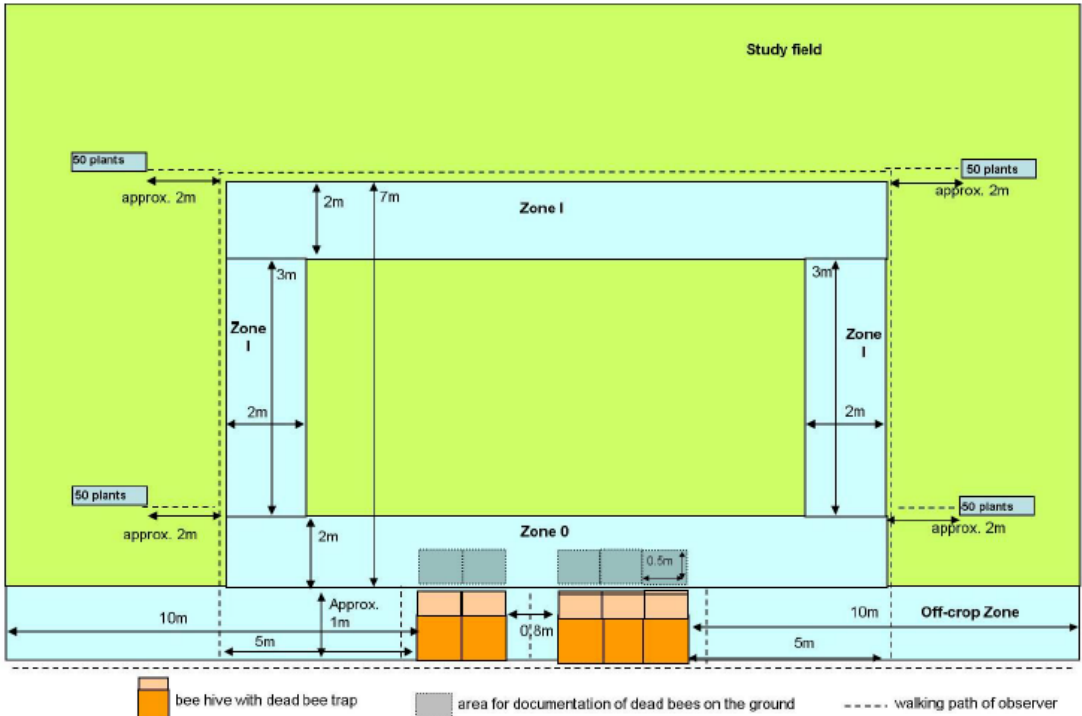 Study field
50 plants
50 plants
approx. 2m
approx. 2m
2m
7m
Zone I
3m
3m
Zone
I
Zone
I
2m
2m
50 plants
50 plants
approx. 2m
approx. 2m
2m
Zone 0
0.5m
Approx.
1m
10m
10m
Off-crop Zone
0.8m
5m
5m
bee hive with dead bee trap
area for documentation of dead bees on the ground
walking path of observer